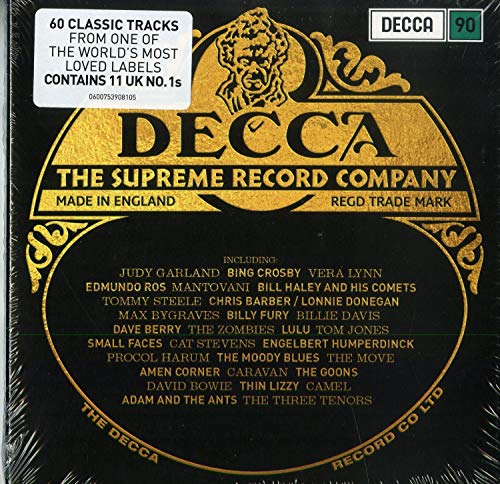 60 CLASSIC TRACKS
FROM ONE OF
THE WORLD'S MOST
LOVED LABELS
CONTAINS 11 UK NO.1s
0600753908105
DECCA 90
DECCA
THE SUPREME RECORD COMPANY
MADE IN ENGLAND REGD TRADE MARK
INCLUDING:
JUDY GARLAND BING CROSBY VERA LYNN
EDMUNDO ROS MANTOVANI BILL HALEY AND HIS COMETS
TOMMY STEELE CHRIS BARBER / LONNIE DONEGAN
MAX BYGRAVES BILLY FURY BILLIE DAVIS
DAVE BERRY THE ZOMBIES LULU TOM JONES
SMALL FACES CAT STEVENS ENGELBERT HUMPERDINCK
PROCOL HARUM THE MOODY BLUES THE MOVE
AMEN CORNER CARAVAN THE GOONS
DAVID BOWIE THIN LIZZY CAMEL
ADAM AND THE ANTS THE THREE TENORS
THE DECCA RECORD CO LTD